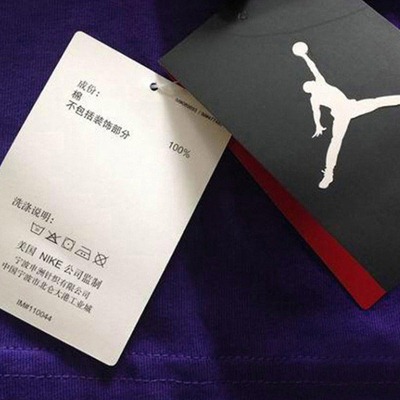 成份:
棉
100%
不包括装饰部分
洗涤说明:
美国 NIKE 公司监制
宁波申洲针织有限公司
中国宁波市北仑大港工业城
IM#110044